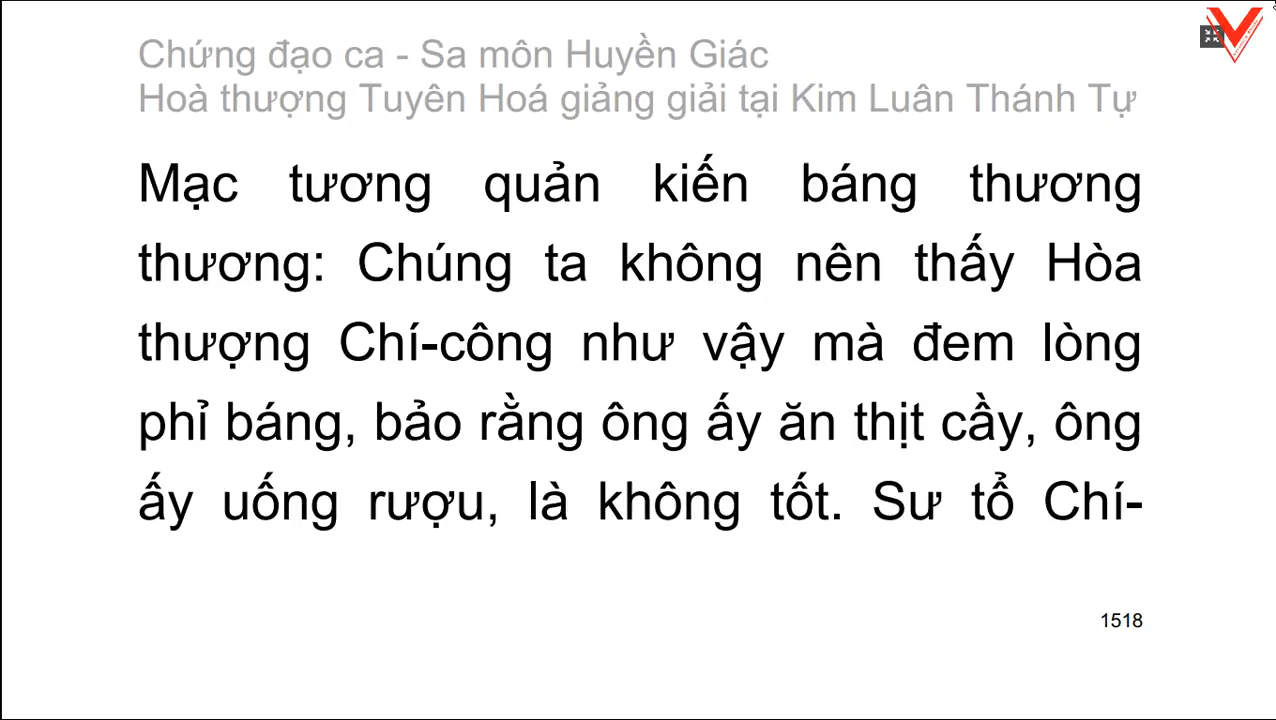 Chứng đạo ca - Sa môn Huyền Giác
Hoà thượng Tuyên Hoá giảng giải tại Kim Luân Thánh Tự
Mạc tương quản kiến báng thương
thương: Chúng ta không nên thấy Hòa
thượng Chí-công như vậy mà đem lòng
phỉ báng, bảo rằng ông ấy ăn thịt cầy, ông
ấy uống rượu, là không tốt. Sư tổ Chí-
1518